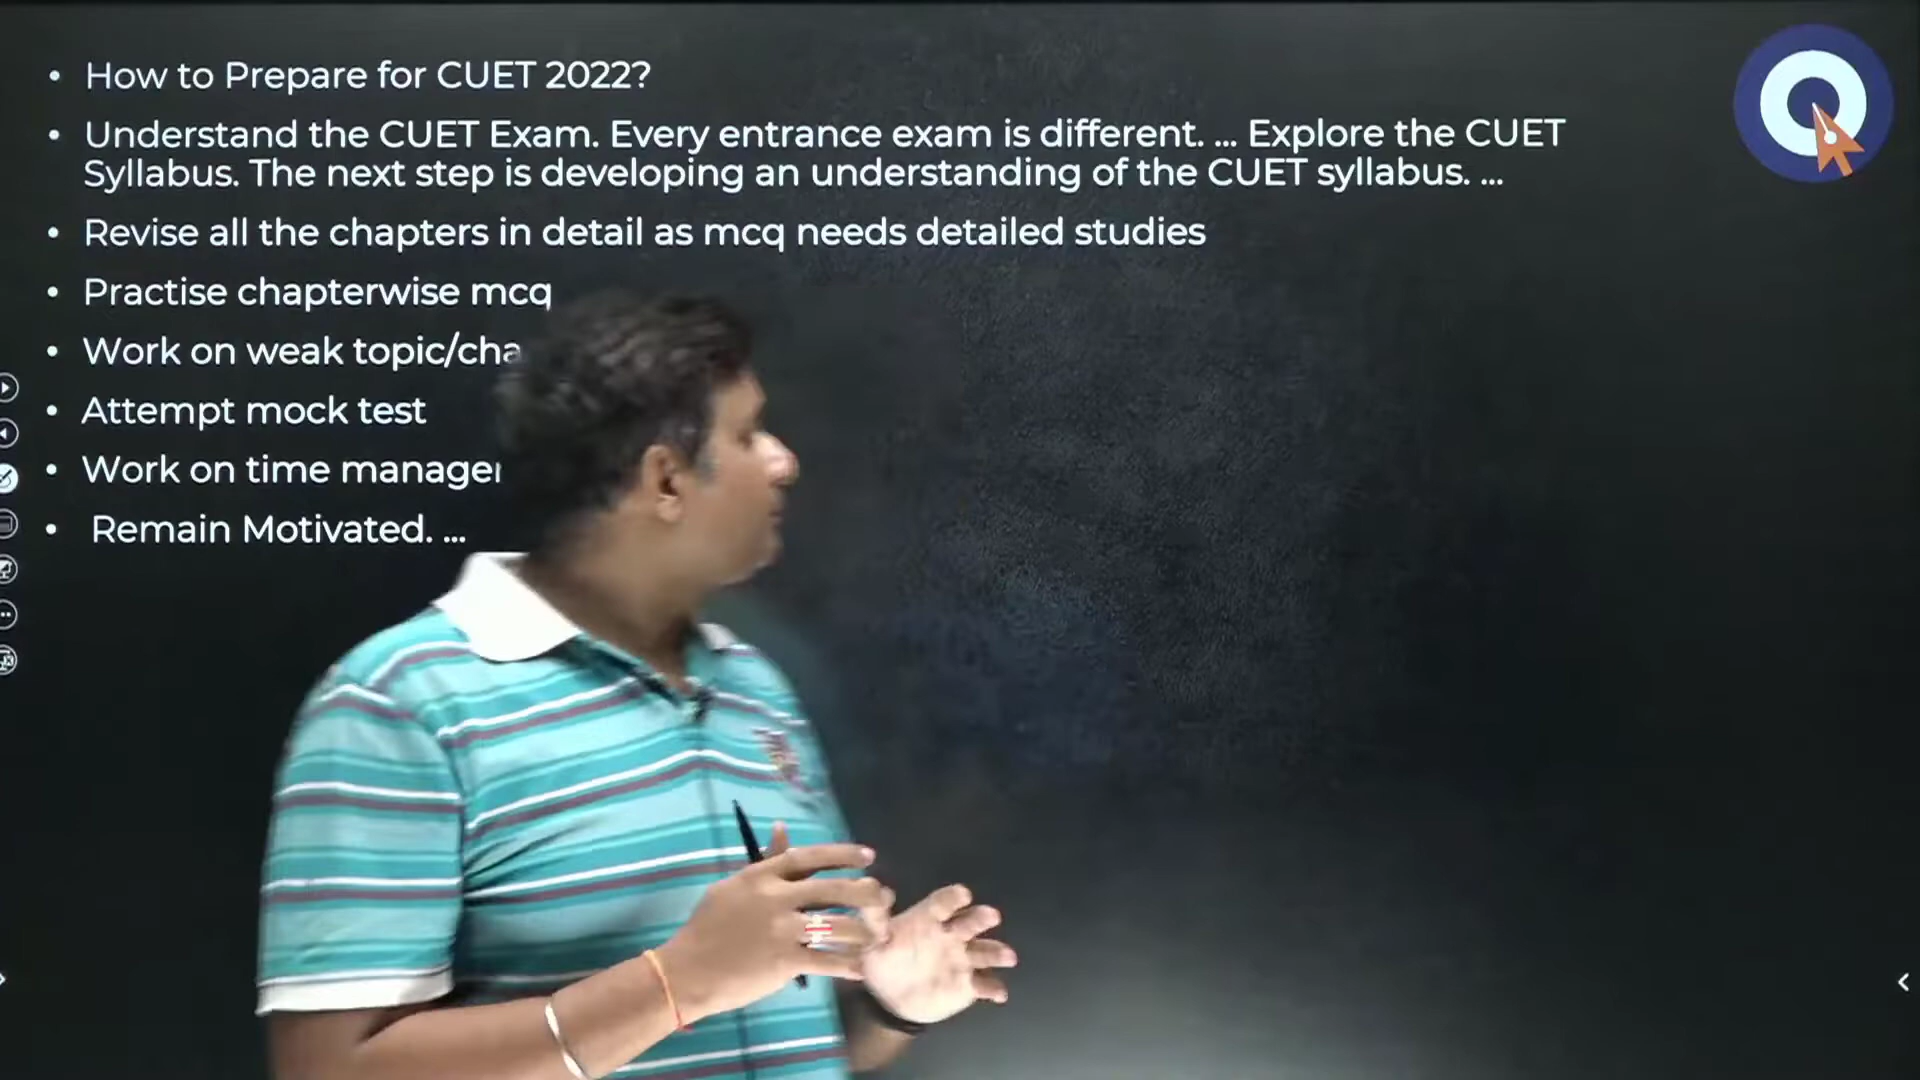 How to Prepare for CUET 2022?
Understand the CUET Exam. Every entrance exam is different. ... Explore the CUET
Syllabus. The next step is developing an understanding of the CUET syllabus. ...
Revise all the chapters in detail as mcq needs detailed studies
Practise chapterwise mcq
Work on weak
Attempt mock test
Work on time
Remain Motivated. ...